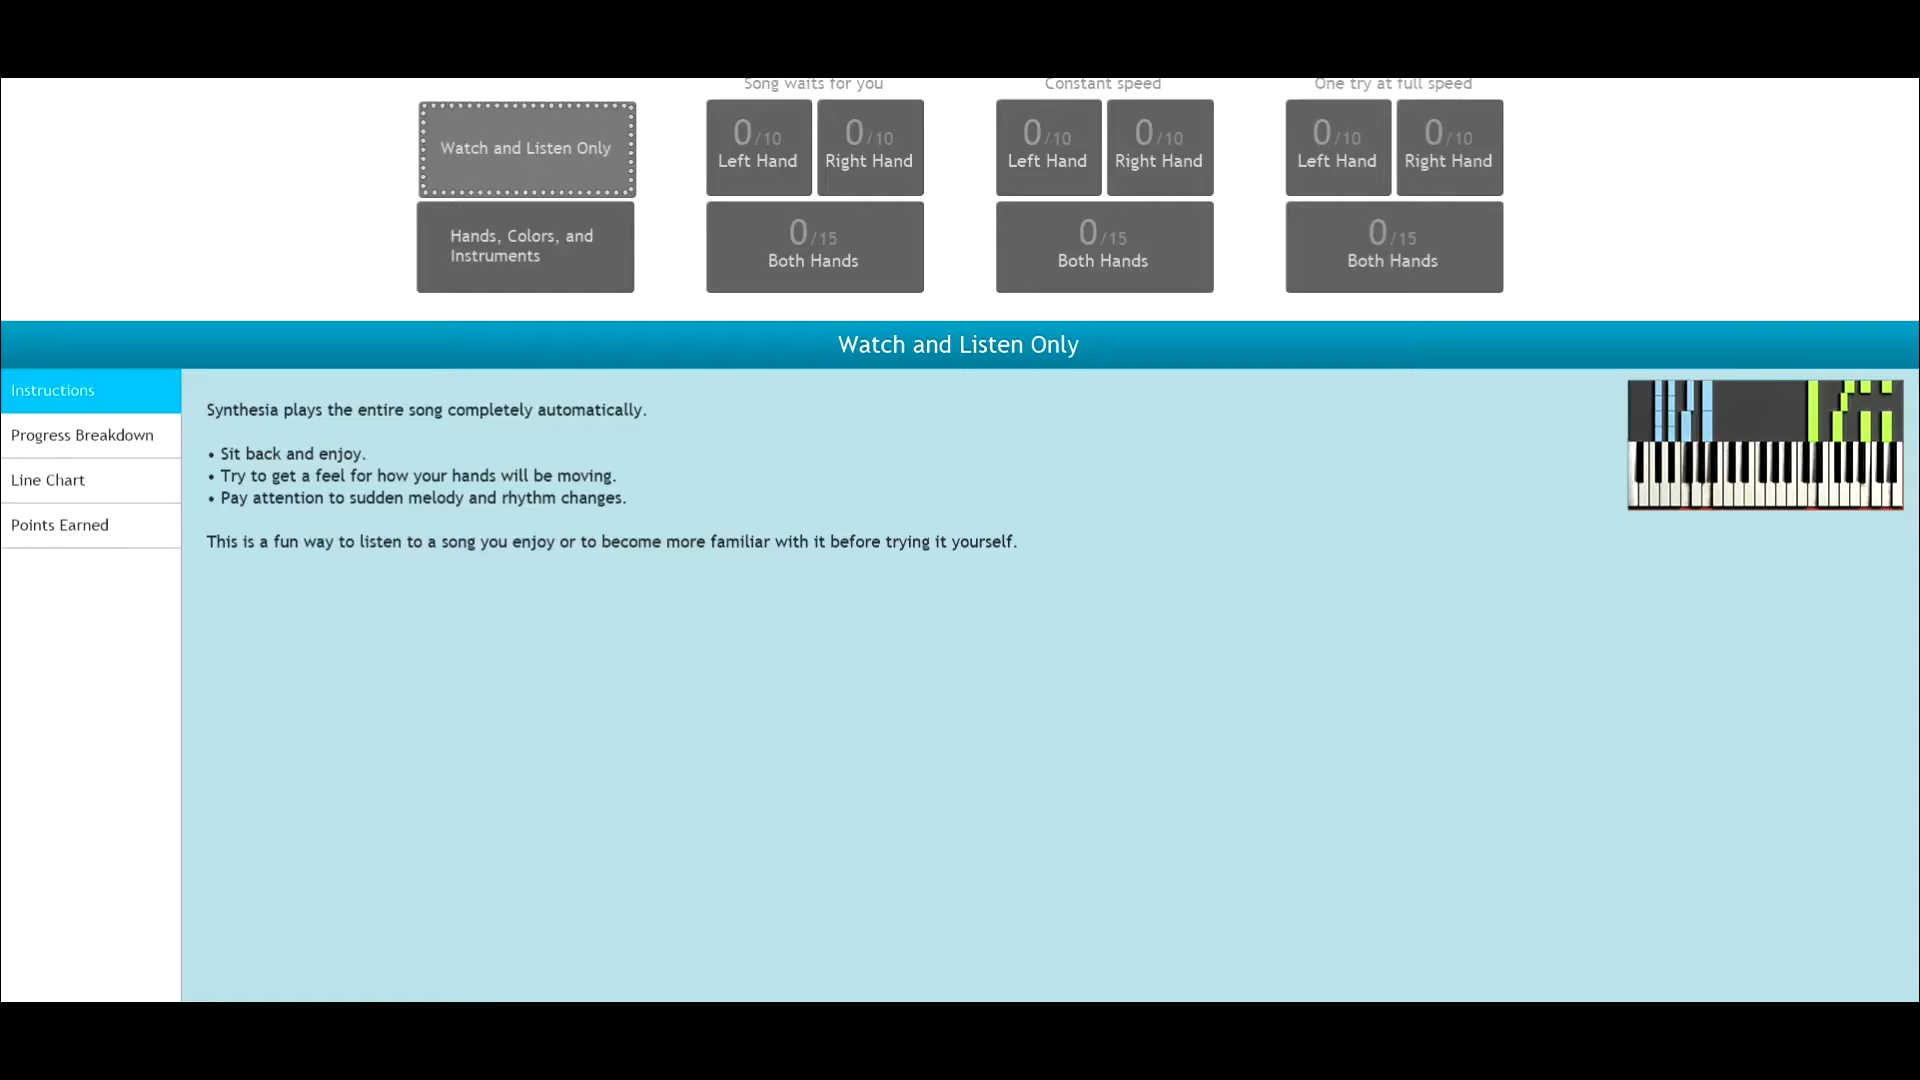 Song waits for you
Constant speed
One try at full speed
Watch and Listen Only
0/10
Left Hand
0/10
Right Hand
0/10
Left Hand
0/10
Right Hand
0/10
Left Hand
0/10
Right Hand
Hands, Colors, and
Instruments
0/15
Both Hands
0/15
Both Hands
0/15
Both Hands
Watch and Listen Only
Instructions
Progress Breakdown
Line Chart
Points Earned
Synthesia plays the entire song completely automatically.
• Sit back and enjoy.
• Try to get a feel for how your hands will be moving.
• Pay attention to sudden melody and rhythm changes.
This is a fun way to listen to a song you enjoy or to become more familiar with it before trying it yourself.